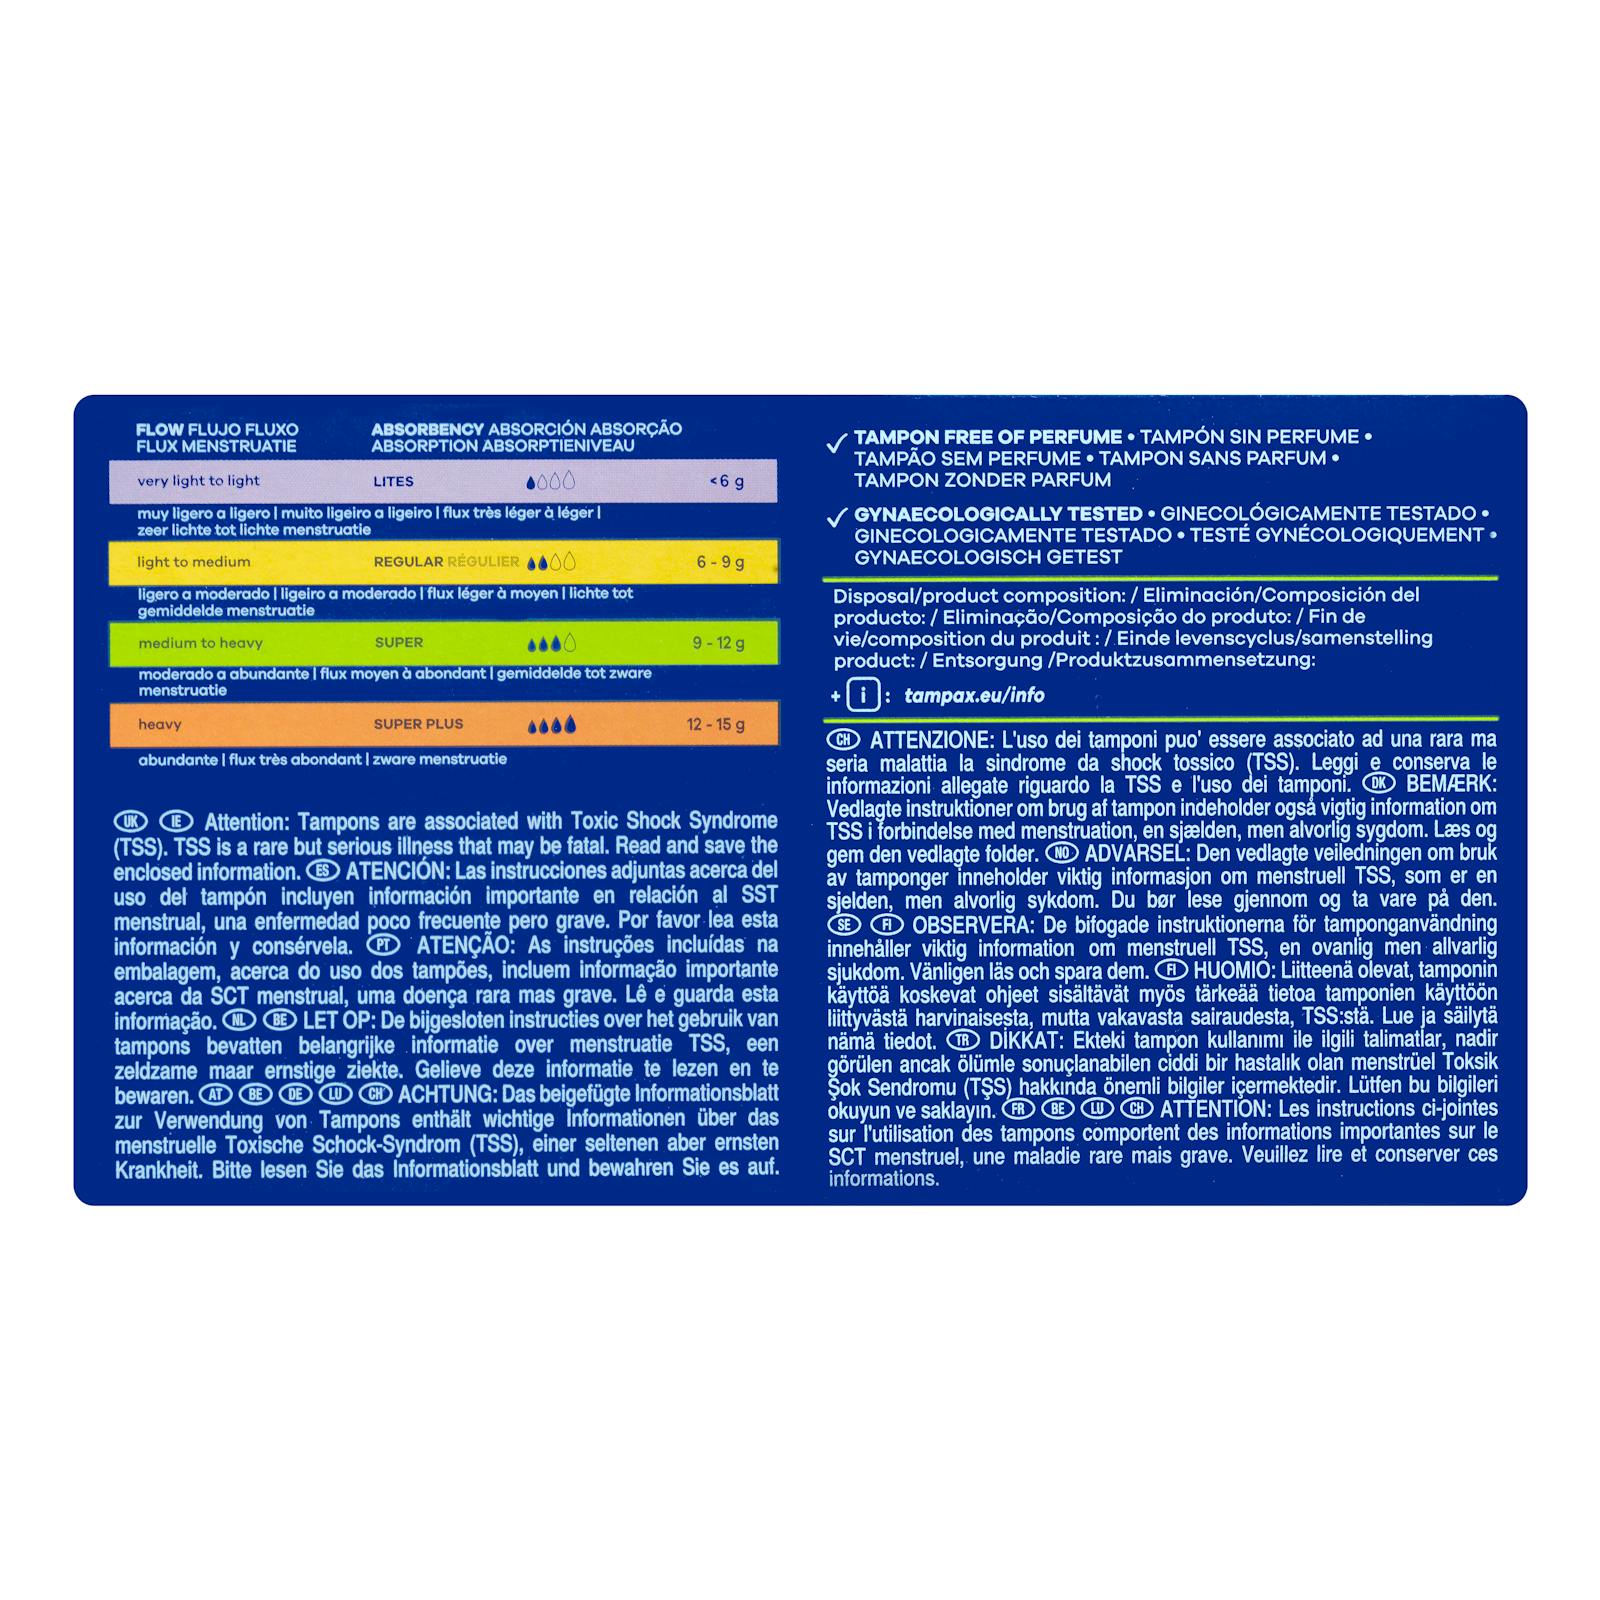 FLOW FLUJO FLUXO
FLUX MENSTRUATIE
ABSORBENCY ABSORCIÓN ABSORÇÃO
ABSORPTION ABSORPTIENIVEAU
very light to light LITES <6 g
muy ligero a ligero | muito ligeiro a ligeiro | flux très léger à léger |
zeer lichte tot lichte menstruatie
light to medium REGULAR RÉGULIER 6 - 9 g
ligero a moderado | ligeiro a moderado | flux léger à moyen | lichte tot
gemiddelde menstruatie
medium to heavy SUPER 9 - 12 g
moderado a abundante | flux moyen à abondant | gemiddelde tot zware
menstruatie
heavy SUPER PLUS 12 - 15 g
abundante | flux très abondant | zware menstruatie
UK IE Attention: Tampons are associated with Toxic Shock Syndrome
(TSS). TSS is a rare but serious illness that may be fatal. Read and save the
enclosed information. ES ATENCIÓN: Las instrucciones adjuntas acerca del
uso del tampón incluyen información importante en relación al SST
menstrual, una enfermedad poco frecuente pero grave. Por favor lea esta
información y consérvela. PT ATENÇÃO: As instruções incluídas na
embalagem, acerca do uso dos tampões, incluem informação importante
acerca da SCT menstrual, uma doença rara mas grave. Lê e guarda esta
informação. NL BE LET OP: De bijgesloten instructies over het gebruik van
tampons bevatten belangrijke informatie over menstruatie TSS, een
zeldzame maar ernstige ziekte. Gelieve deze informatie te lezen en te
bewaren. AT BE DE LU CH ACHTUNG: Das beigefügte Informationsblatt
zur Verwendung von Tampons enthält wichtige Informationen über das
menstruelle Toxische Schock-Syndrom (TSS), einer seltenen aber ernsten
Krankheit. Bitte lesen Sie das Informationsblatt und bewahren Sie es auf.
TAMPON FREE OF PERFUME • TAMPÓN SIN PERFUME •
TAMPÃO SEM PERFUME • TAMPON SANS PARFUM •
TAMPON ZONDER PARFUM
GYNAECOLOGICALLY TESTED • GINECOLÓGICAMENTE TESTADO •
GINECOLOGICAMENTE TESTADO • TESTÉ GYNÉCOLOGIQUEMENT •
GYNAECOLOGISCH GETEST
Disposal/product composition: / Eliminación/Composición del
producto: / Eliminação/Composição do produto: / Fin de
vie/composition du produit : / Einde levenscyclus/samenstelling
product: / Entsorgung /Produktzusammensetzung:
+ i : tampax.eu/info
CH ATTENZIONE: L'uso dei tamponi puo' essere associato ad una rara ma
seria malattia la sindrome da shock tossico (TSS). Leggi e conserva le
informazioni allegate riguardo la TSS e l'uso dei tamponi. DK BEMÆRK:
Vedlagte instruktioner om brug af tampon indeholder også vigtig information om
TSS i forbindelse med menstruation, en sjælden, men alvorlig sygdom. Læs og
gem den vedlagte folder. NO ADVARSEL: Den vedlagte veiledningen om bruk
av tamponger inneholder viktig informasjon om menstruell TSS, som er en
sjelden, men alvorlig sykdom. Du bør lese gjennom og ta vare på den.
SE FI OBSERVERA: De bifogade instruktionerna för tamponganvändning
innehåller viktig information om menstruell TSS, en ovanlig men allvarlig
sjukdom. Vänligen läs och spara dem. FI HUOMIO: Liitteenä olevat, tamponin
käyttöä koskevat ohjeet sisältävät myös tärkeää tietoa tamponien käyttöön
liittyvästä harvinaisesta, mutta vakavasta sairaudesta, TSS:stä. Lue ja säilytä
nämä tiedot. TR DİKKAT: Ekteki tampon kullanımı ile ilgili talimatlar, nadir
görülen ancak ölümle sonuçlanabilen ciddi bir hastalık olan menstrüel Toksik
Şok Sendromu (TŞS) hakkında önemli bilgiler içermektedir. Lütfen bu bilgileri
okuyun ve saklayın. FR BE LU CH ATTENTION: Les instructions ci-jointes
sur l'utilisation des tampons comportent des informations importantes sur le
SCT menstruel, une maladie rare mais grave. Veuillez lire et conserver ces
informations.